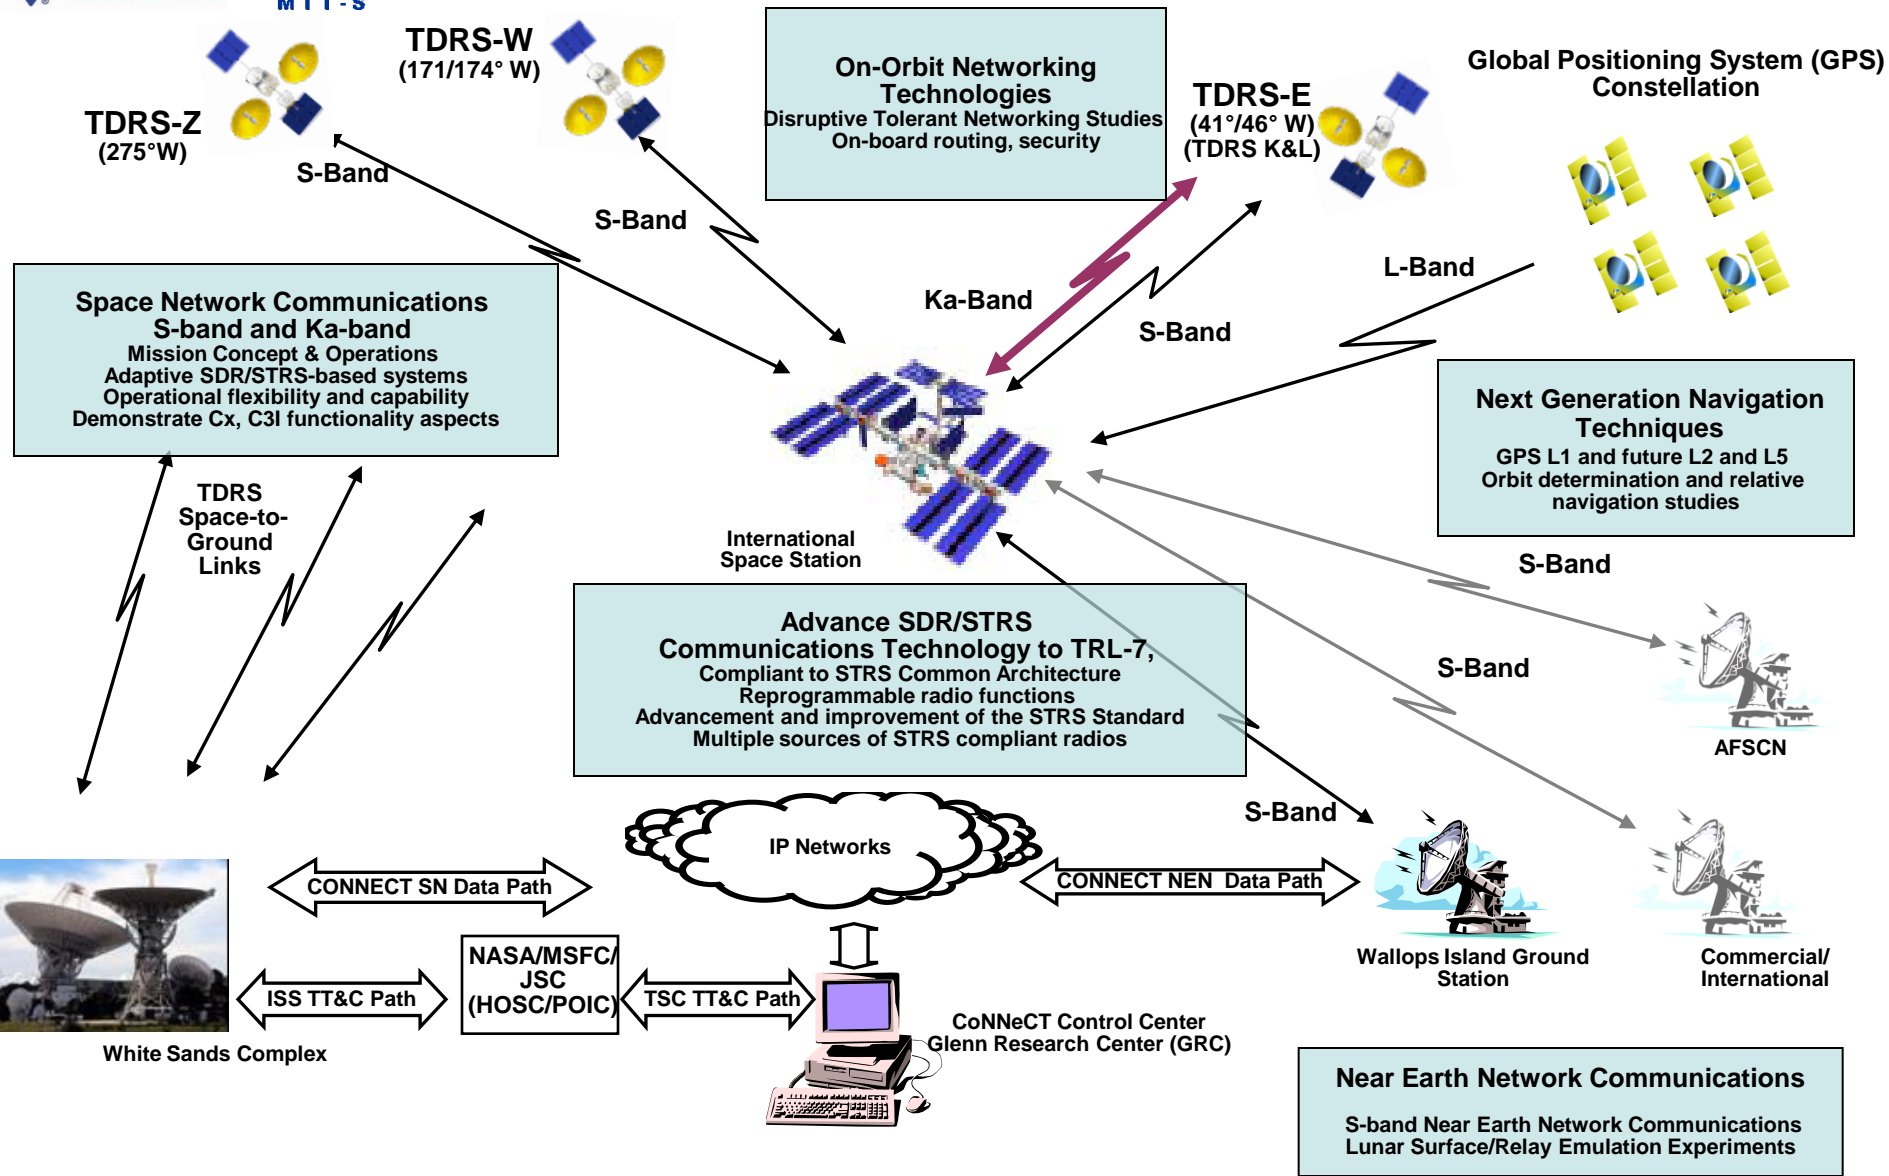 MTT-S
TDRS-W
(171/174° W)
TDRS-Z
(275°W)
S-Band
S-Band
On-Orbit Networking
Technologies
Disruptive Tolerant Networking Studies
On-board routing, security
TDRS-E
(41°/46° W)
(TDRS K&L)
Global Positioning System (GPS)
Constellation
L-Band
Ka-Band
S-Band
Space Network Communications
S-band and Ka-band
Mission Concept & Operations
Adaptive SDR/STRS-based systems
Operational flexibility and capability
Demonstrate Cx, C3I functionality aspects
Next Generation Navigation
Techniques
GPS L1 and future L2 and L5
Orbit determination and relative
navigation studies
TDRS
Space-to-
Ground
Links
International
Space Station
S-Band
Advance SDR/STRS
Communications Technology to TRL-7,
Compliant to STRS Common Architecture
Reprogrammable radio functions
Advancement and improvement of the STRS Standard
Multiple sources of STRS compliant radios
S-Band
AFSCN
S-Band
IP Networks
CONNECT SN Data Path
CONNECT NEN Data Path
NASA/MSFC/
JSC
(HOSC/POIC)
ISS TT&C Path
TSC TT&C Path
Wallops Island Ground
Station
Commercial/
International
White Sands Complex
CoNNeCT Control Center
Glenn Research Center (GRC)
Near Earth Network Communications
S-band Near Earth Network Communications
Lunar Surface/Relay Emulation Experiments